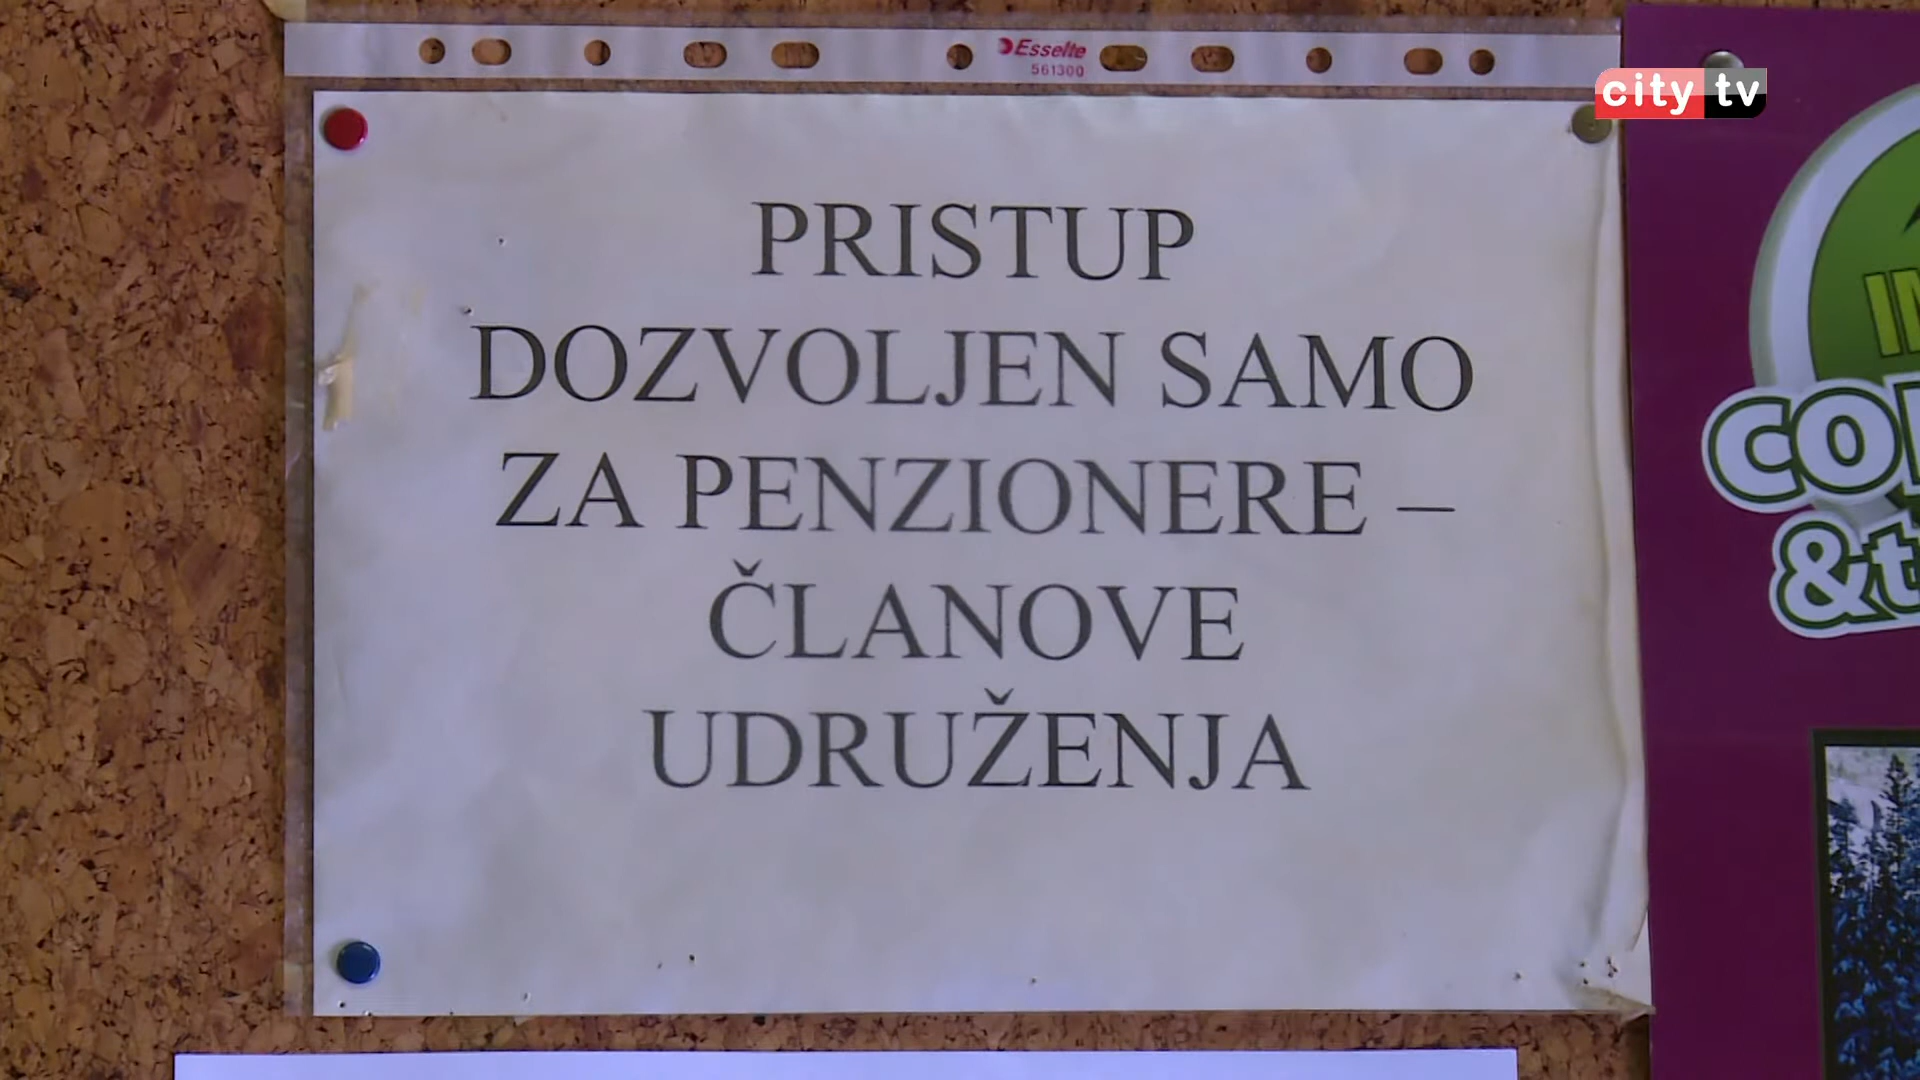 Esselte
561300
city tv
PRISTUP
DOZVOLJEN SAMO
ZA PENZIONERE –
ČLANOVE
UDRUŽENJA